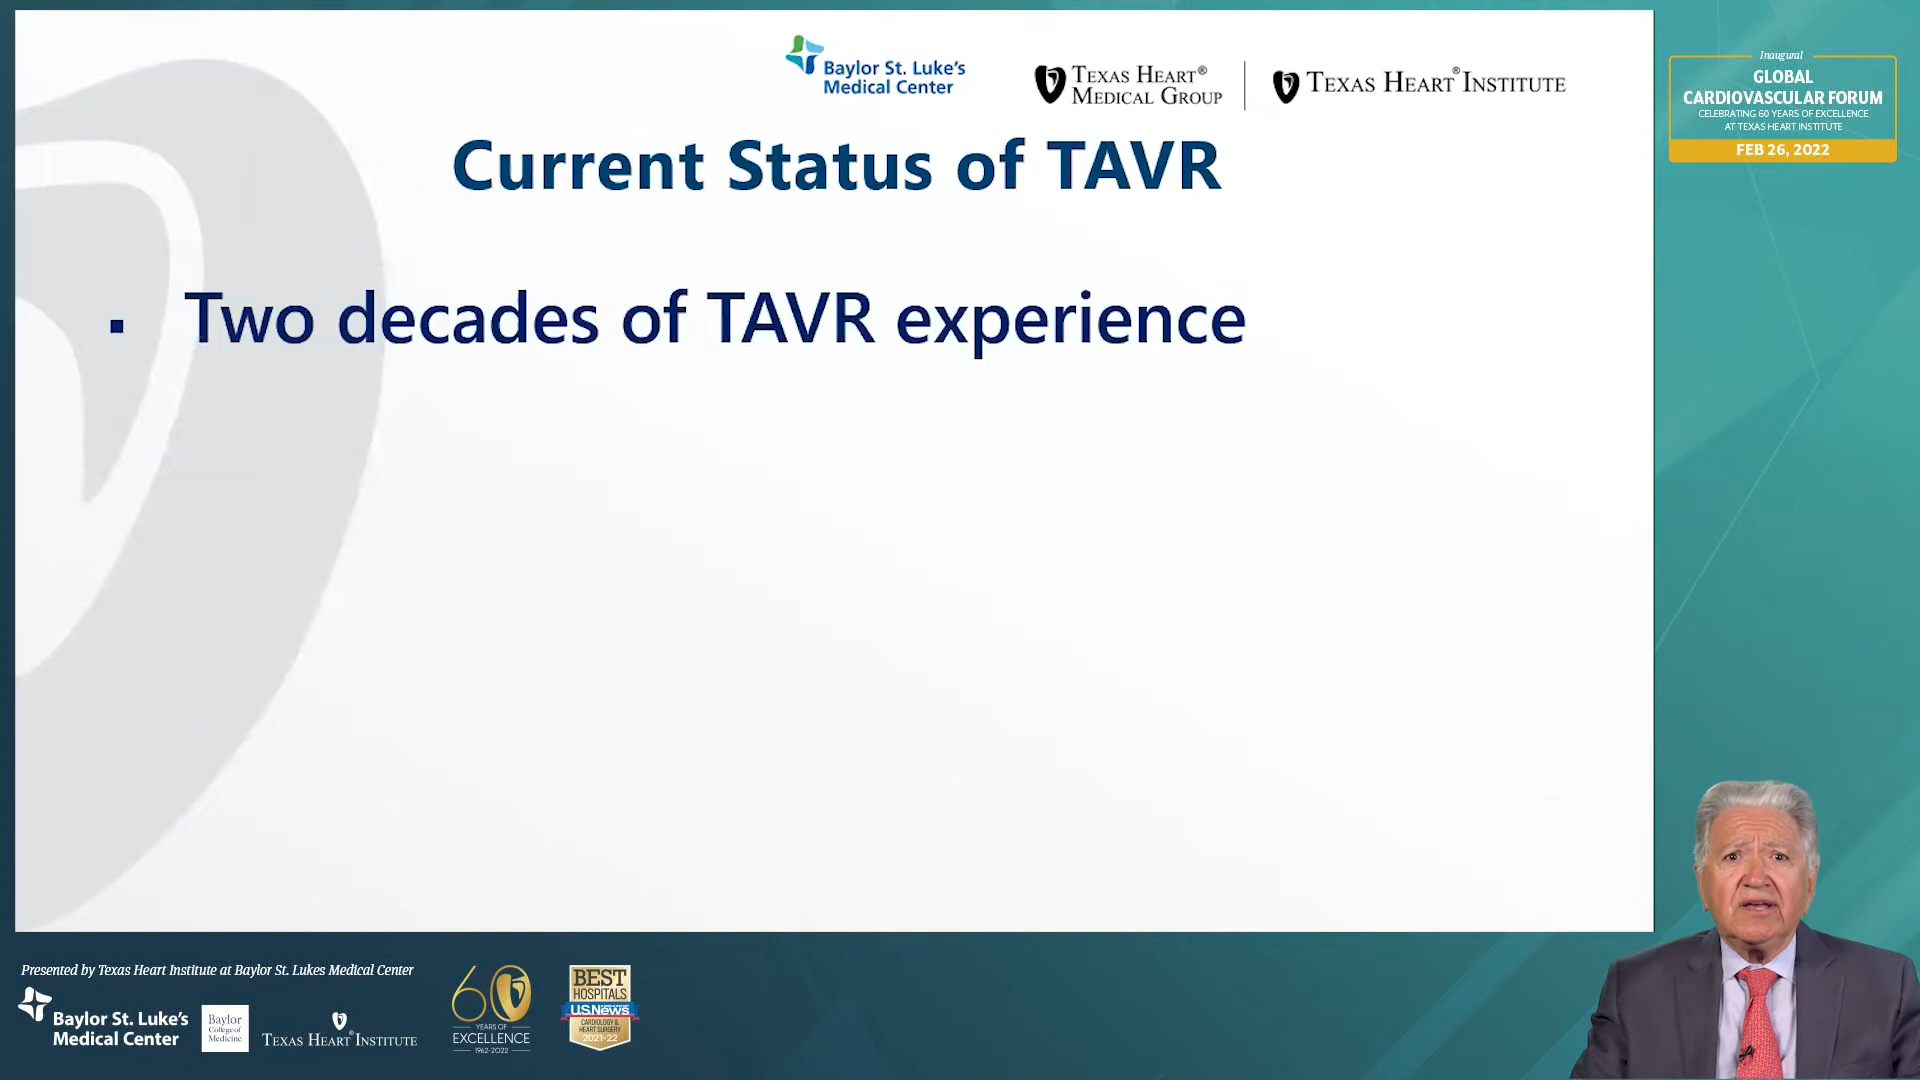 Baylor St. Luke's
Medical Center
TEXAS HEART®
MEDICAL GROUP
TEXAS HEART® INSTITUTE
Inaugural
GLOBAL
CARDIOVASCULAR FORUM
CELEBRATING 60 YEARS OF EXCELLENCE
AT TEXAS HEART INSTITUTE
FEB 26, 2022
Current Status of TAVR
▪ Two decades of TAVR experience
Presented by Texas Heart Institute at Baylor St. Lukes Medical Center
Baylor St. Luke's
Medical Center
Baylor
College of
Medicine
TEXAS HEART® INSTITUTE
60
YEARS OF
EXCELLENCE
1962-2022
BEST
HOSPITALS
U.S. News
CARDIOLOGY &
HEART SURGERY
2021-22